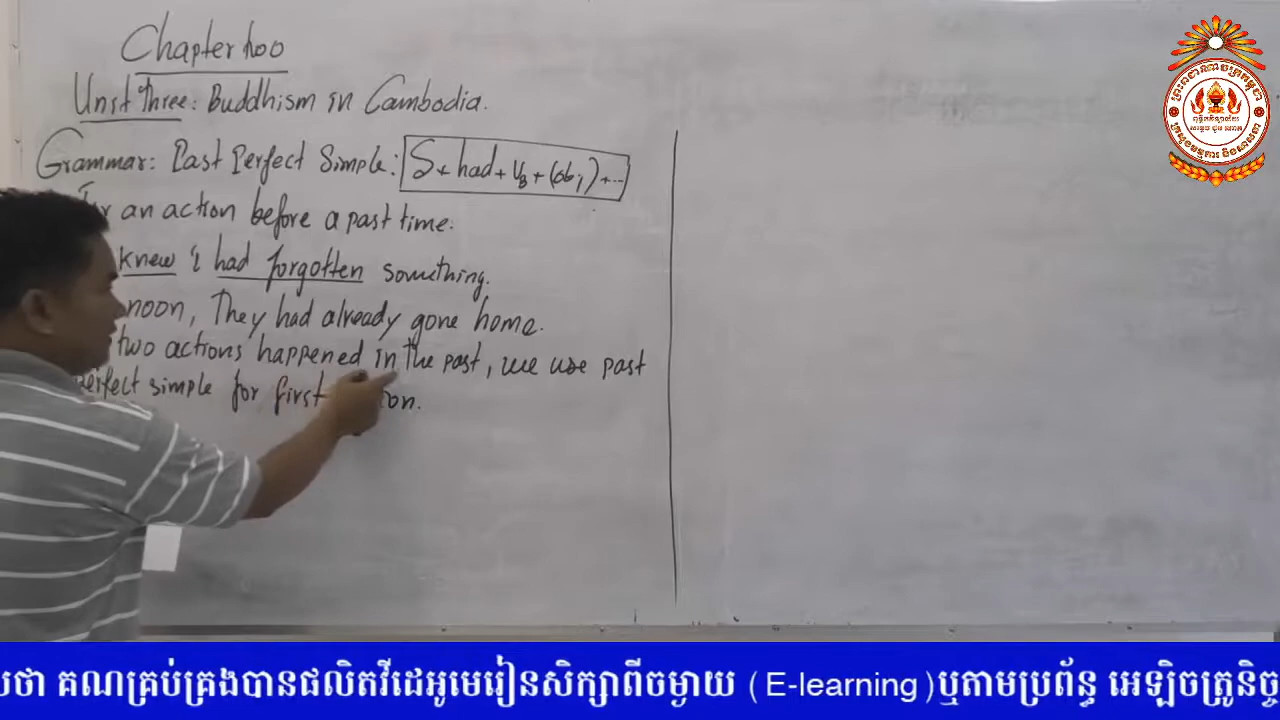 Chapter too
Unit three: Buddhism in Cambodia.
Grammar: Past Perfect Simple: S + had + V3 + (obj) + ...
For an action before a past time.
knew I had forgotten something.
noon, They had already gone home.
two actions happened in the past, we use past
perfect simple for first
គណគ្រប់គ្រងបានផលិតវីដេអូមេរៀនសិក្សាពីចម្ងាយ (E-learning) ឬតាមប្រព័ន្ធ អេឡិចត្រូនិច